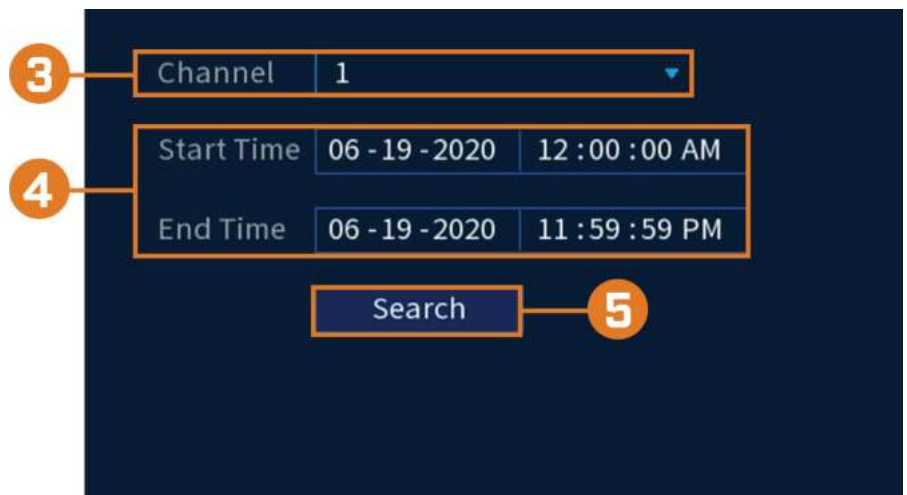 3 Channel 1
4 Start Time 06 - 19 - 2020 12 : 00 : 00 AM
End Time 06 - 19 - 2020 11 : 59 : 59 PM
Search 5